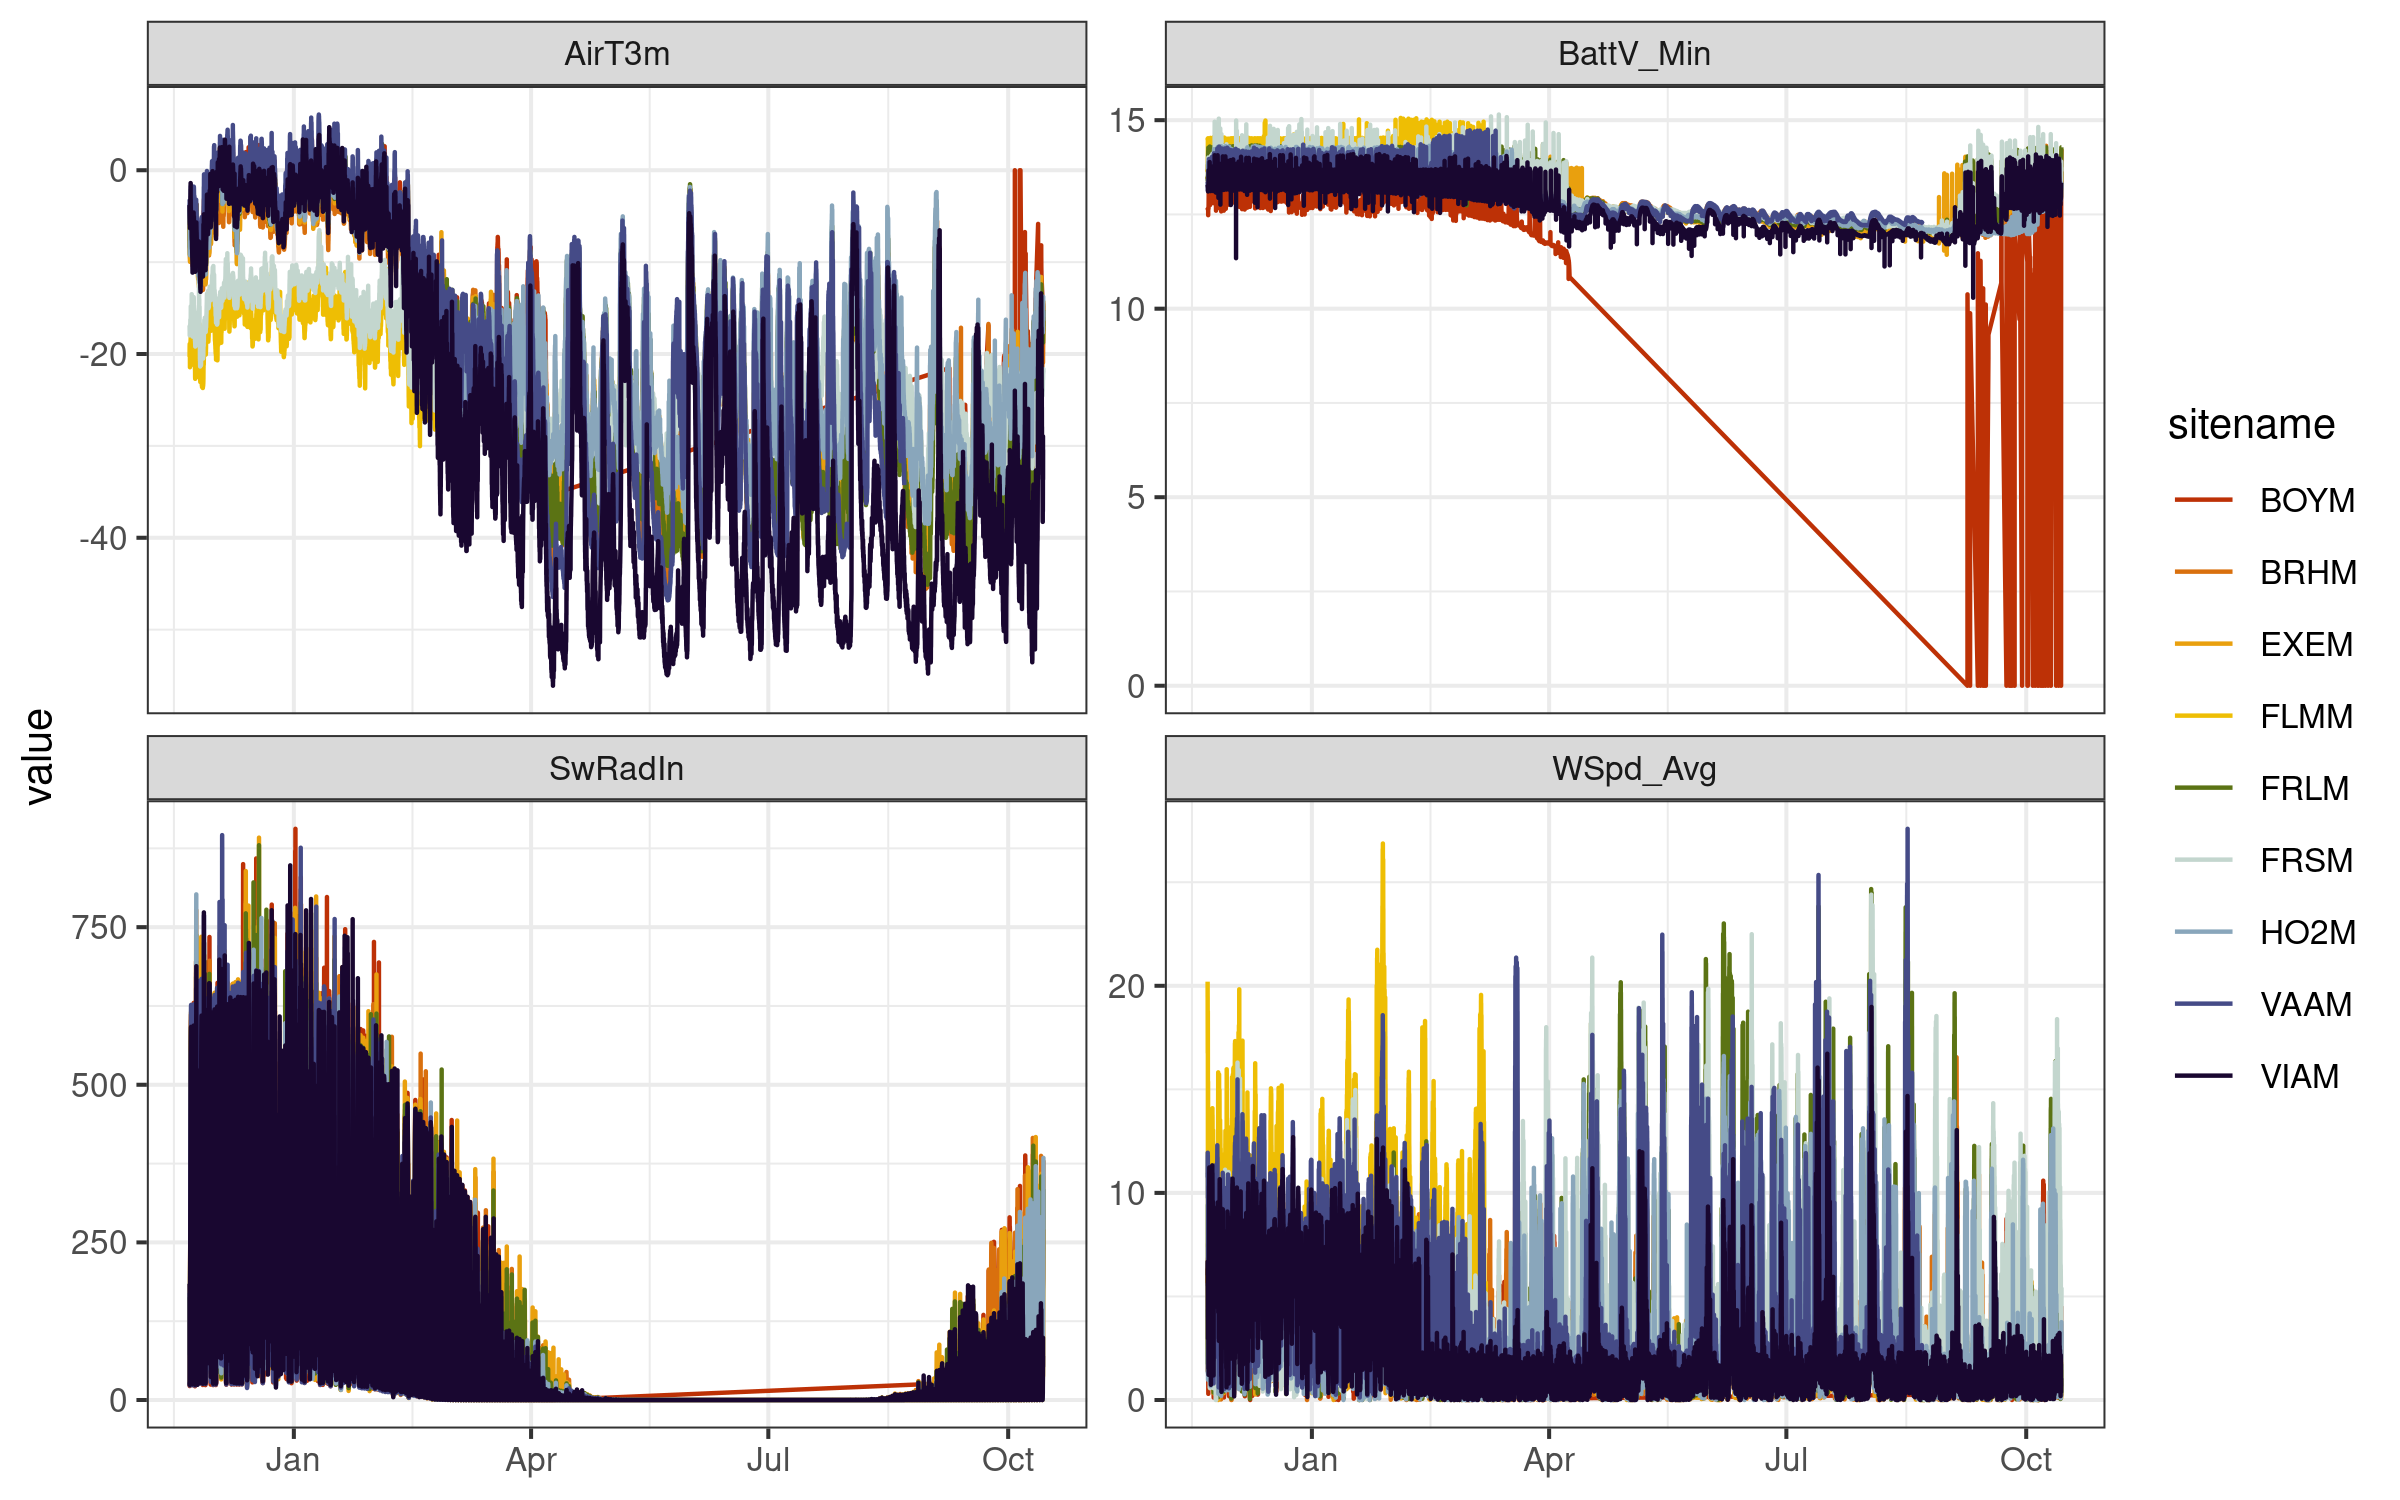 AirT3m
BattV_Min
0
-20
-40
15
10
5
0
value
SwRadIn
WSpd_Avg
750
500
250
0
20
10
0
Jan Apr Jul Oct
Jan Apr Jul Oct
sitename
BOYM
BRHM
EXEM
FLMM
FRLM
FRSM
HO2M
VAAM
VIAM